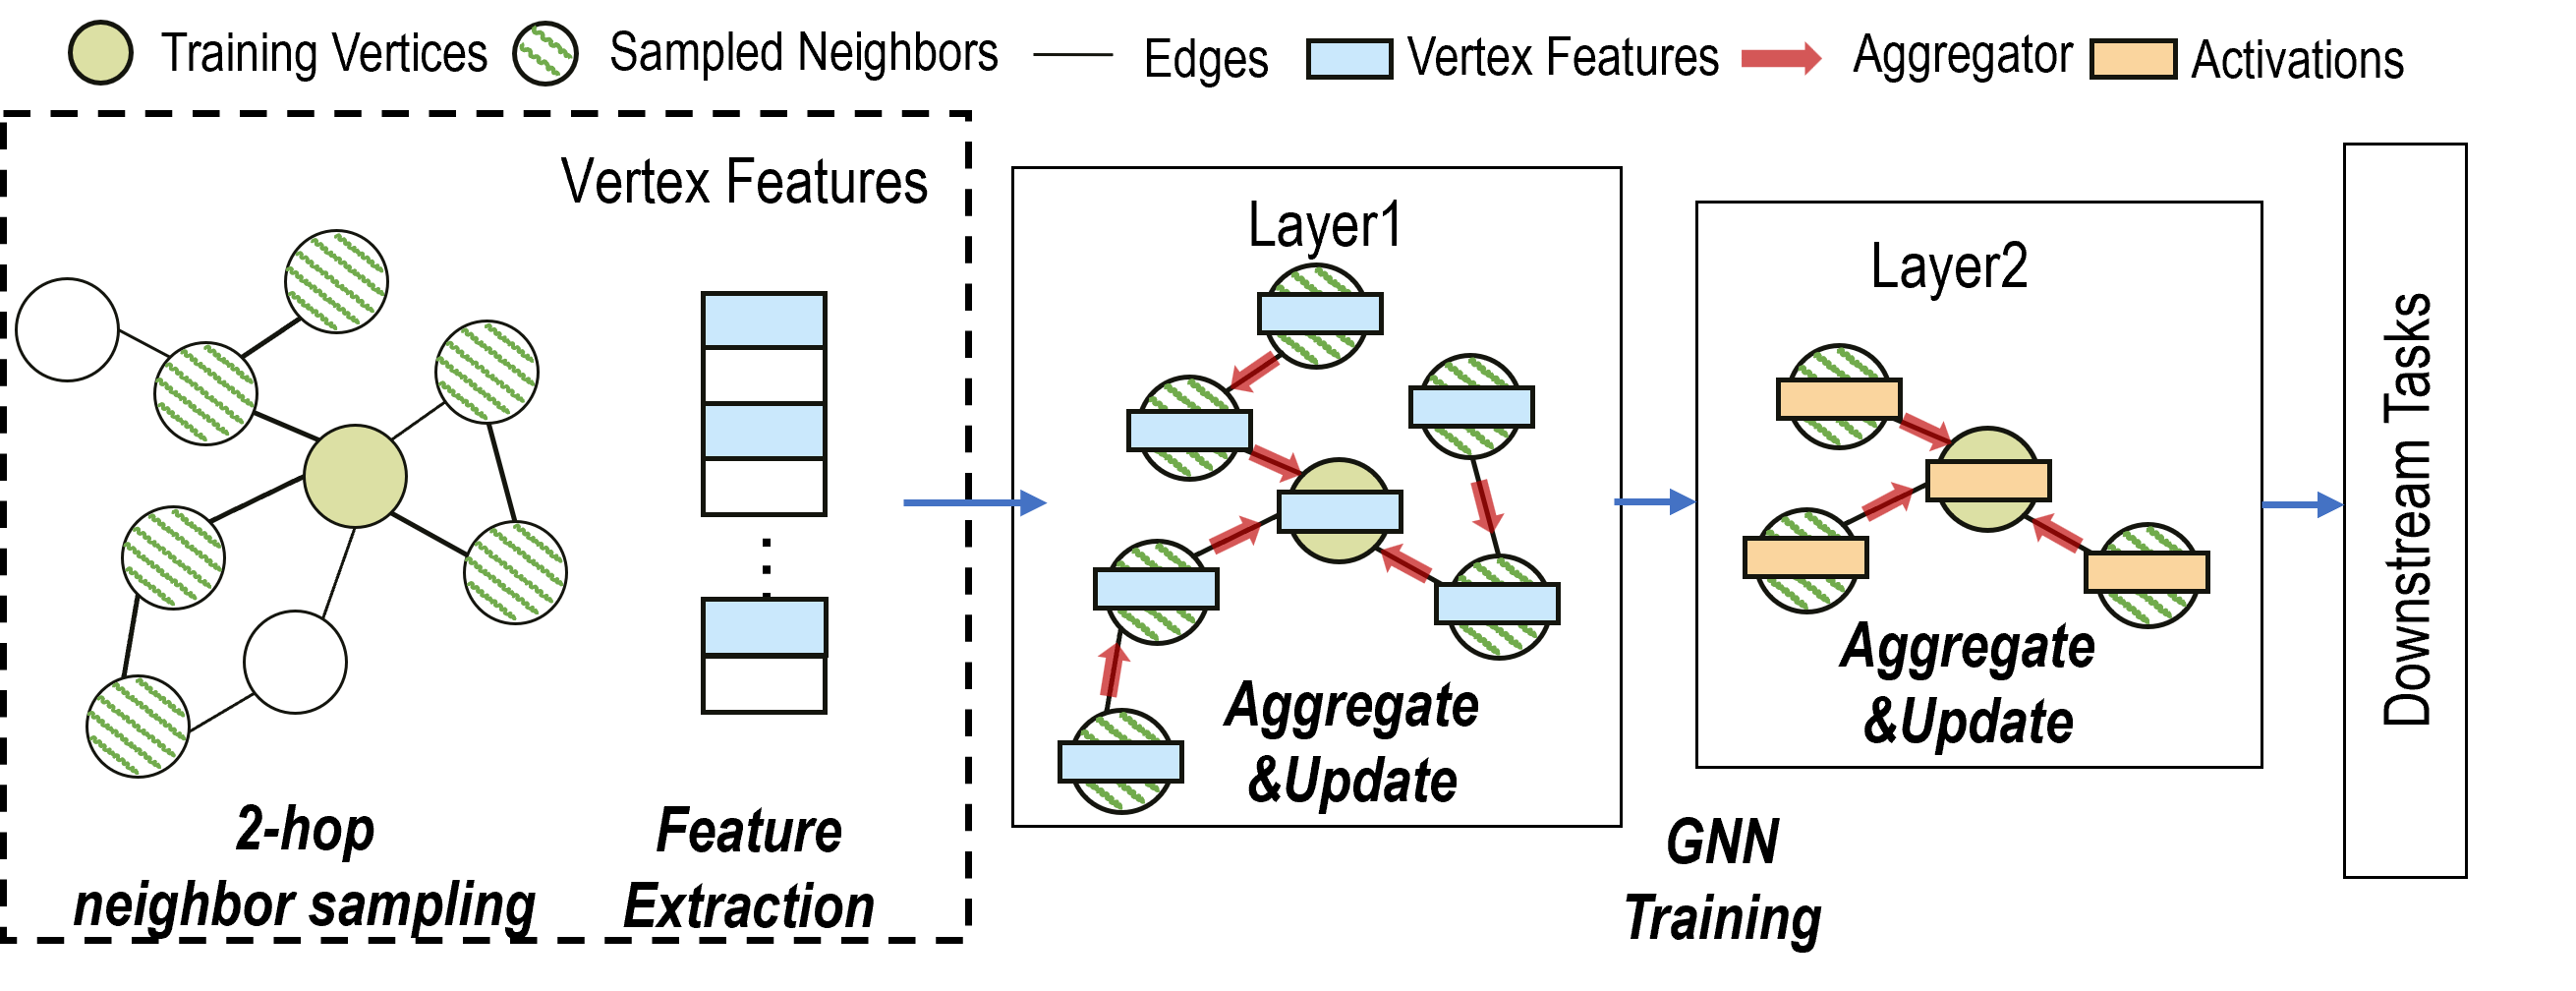 Training Vertices
Sampled Neighbors
Edges
Vertex Features
Aggregator
Activations
Vertex Features
2-hop
neighbor sampling
Feature
Extraction
Layer1
Aggregate
&Update
Layer2
Aggregate
&Update
GNN
Training
Downstream Tasks